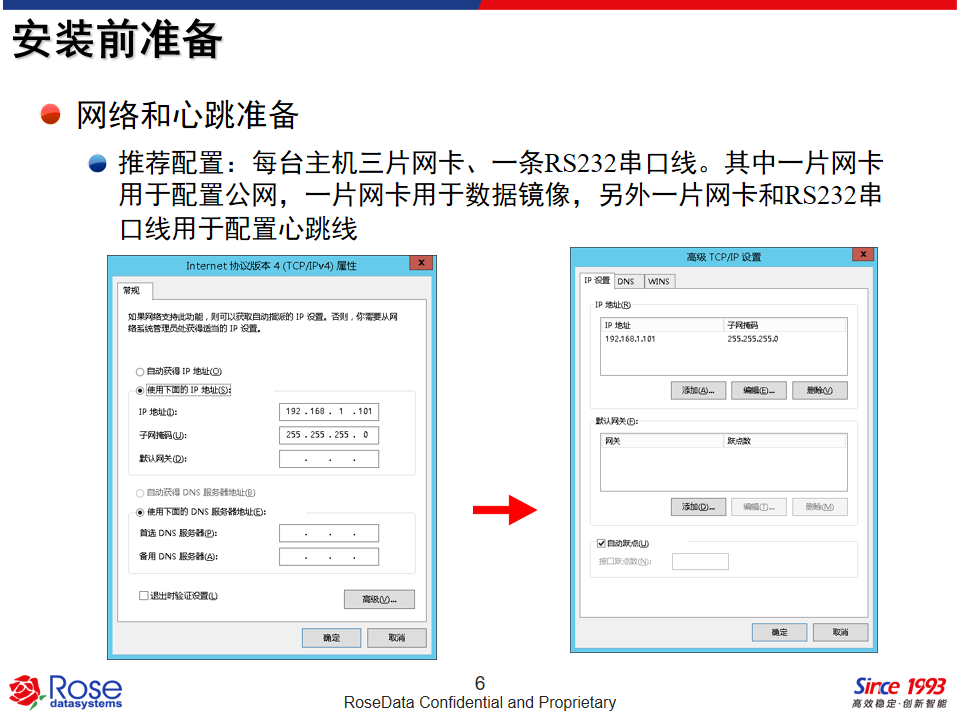 安装前准备
网络和心跳准备
推荐配置：每台主机三片网卡、一条RS232串口线。其中一片网卡
用于配置公网，一片网卡用于数据镜像，另外一片网卡和RS232串
口线用于配置心跳线
Internet 协议版本 4 (TCP/IPv4) 属性
x
常规
如果网络支持此功能，则可以获取自动指派的 IP 设置。否则，你需要从网
络系统管理员处获得适当的 IP 设置。
自动获得 IP 地址(O)
使用下面的 IP 地址(S):
IP 地址(I):
192 . 168 . 1 . 101
子网掩码(U):
255 . 255 . 255 . 0
默认网关(D):
. . .
自动获得 DNS 服务器地址(B)
使用下面的 DNS 服务器地址(E):
首选 DNS 服务器(P):
. . .
备用 DNS 服务器(A):
. . .
退出时验证设置(L)
高级(V)...
确定
取消
高级 TCP/IP 设置
x
IP 设置
DNS
WINS
IP 地址(R)
IP 地址
子网掩码
192.168.1.101
255.255.255.0
添加(A)...
编辑(E)...
删除(V)
默认网关(F):
网关
跃点数
添加(D)...
编辑(T)...
删除(M)
自动跃点(U)
接口跃点数(N):
确定
取消
Rose
datasystems
6
RoseData Confidential and Proprietary
Since 1993
高效稳定·创新智能